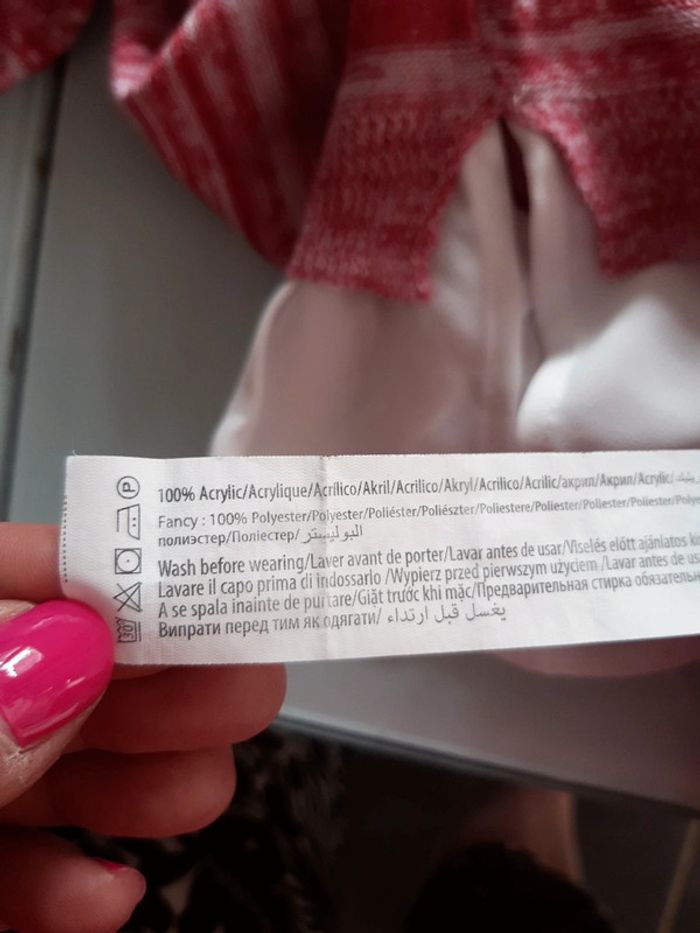 100% Acrylic/Acrylique/Acrílico/Akril/Acrilico/Akryl/Acrilico/Acrilic/акрил/Акрил/Acrylic/
Fancy : 100% Polyester/Polyester/Poliéster/Poliészter/Poliestere/Poliester/Poliester/Poliester/
полиэстер/Поліестер/البوليستر
Wash before wearing/Laver avant de porter/Lavar antes de usar/Viselés előtt ajánlatos
Lavare il capo prima di indossarlo /Wypierz przed pierwszym użyciem /Lavar antes de
A se spala inainte de purtare/Giặt trước khi mặc/Предварительная стирка
Випрати перед тим як одягати/ يغسل قبل ارتداء
P
30